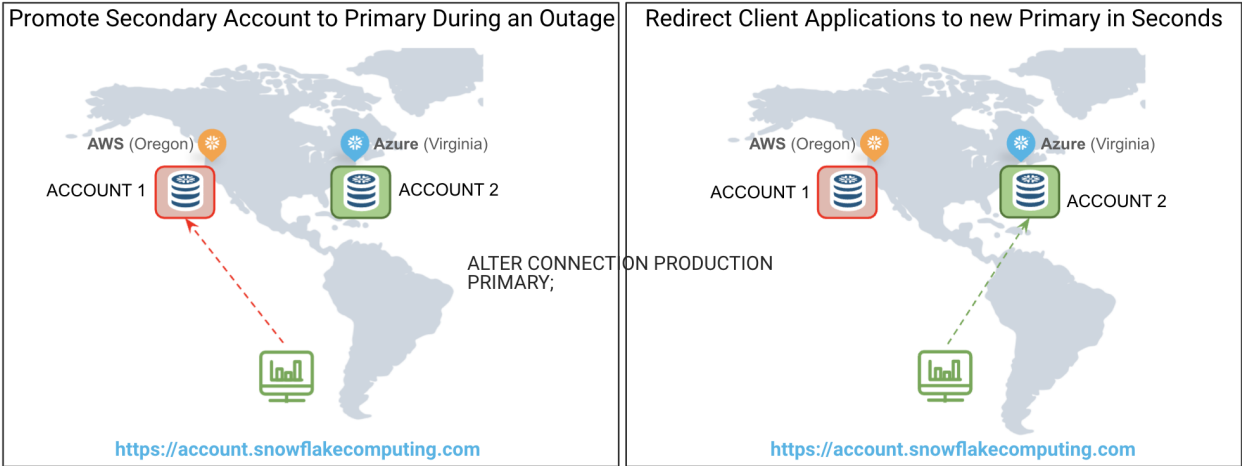 Promote Secondary Account to Primary During an Outage
AWS (Oregon)
Azure (Virginia)
ACCOUNT 1
ACCOUNT 2
https://account.snowflakecomputing.com
ALTER CONNECTION PRODUCTION
PRIMARY;
Redirect Client Applications to new Primary in Seconds
AWS (Oregon)
Azure (Virginia)
ACCOUNT 1
ACCOUNT 2
https://account.snowflakecomputing.com